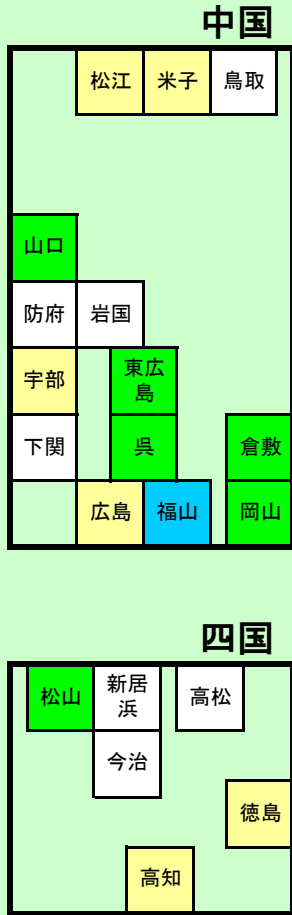 中国
松江 米子 鳥取
山口
防府 岩国
宇部 東広
島
下関 呉 倉敷
広島 福山 岡山
四国
松山 新居
浜 高松
今治
徳島
高知